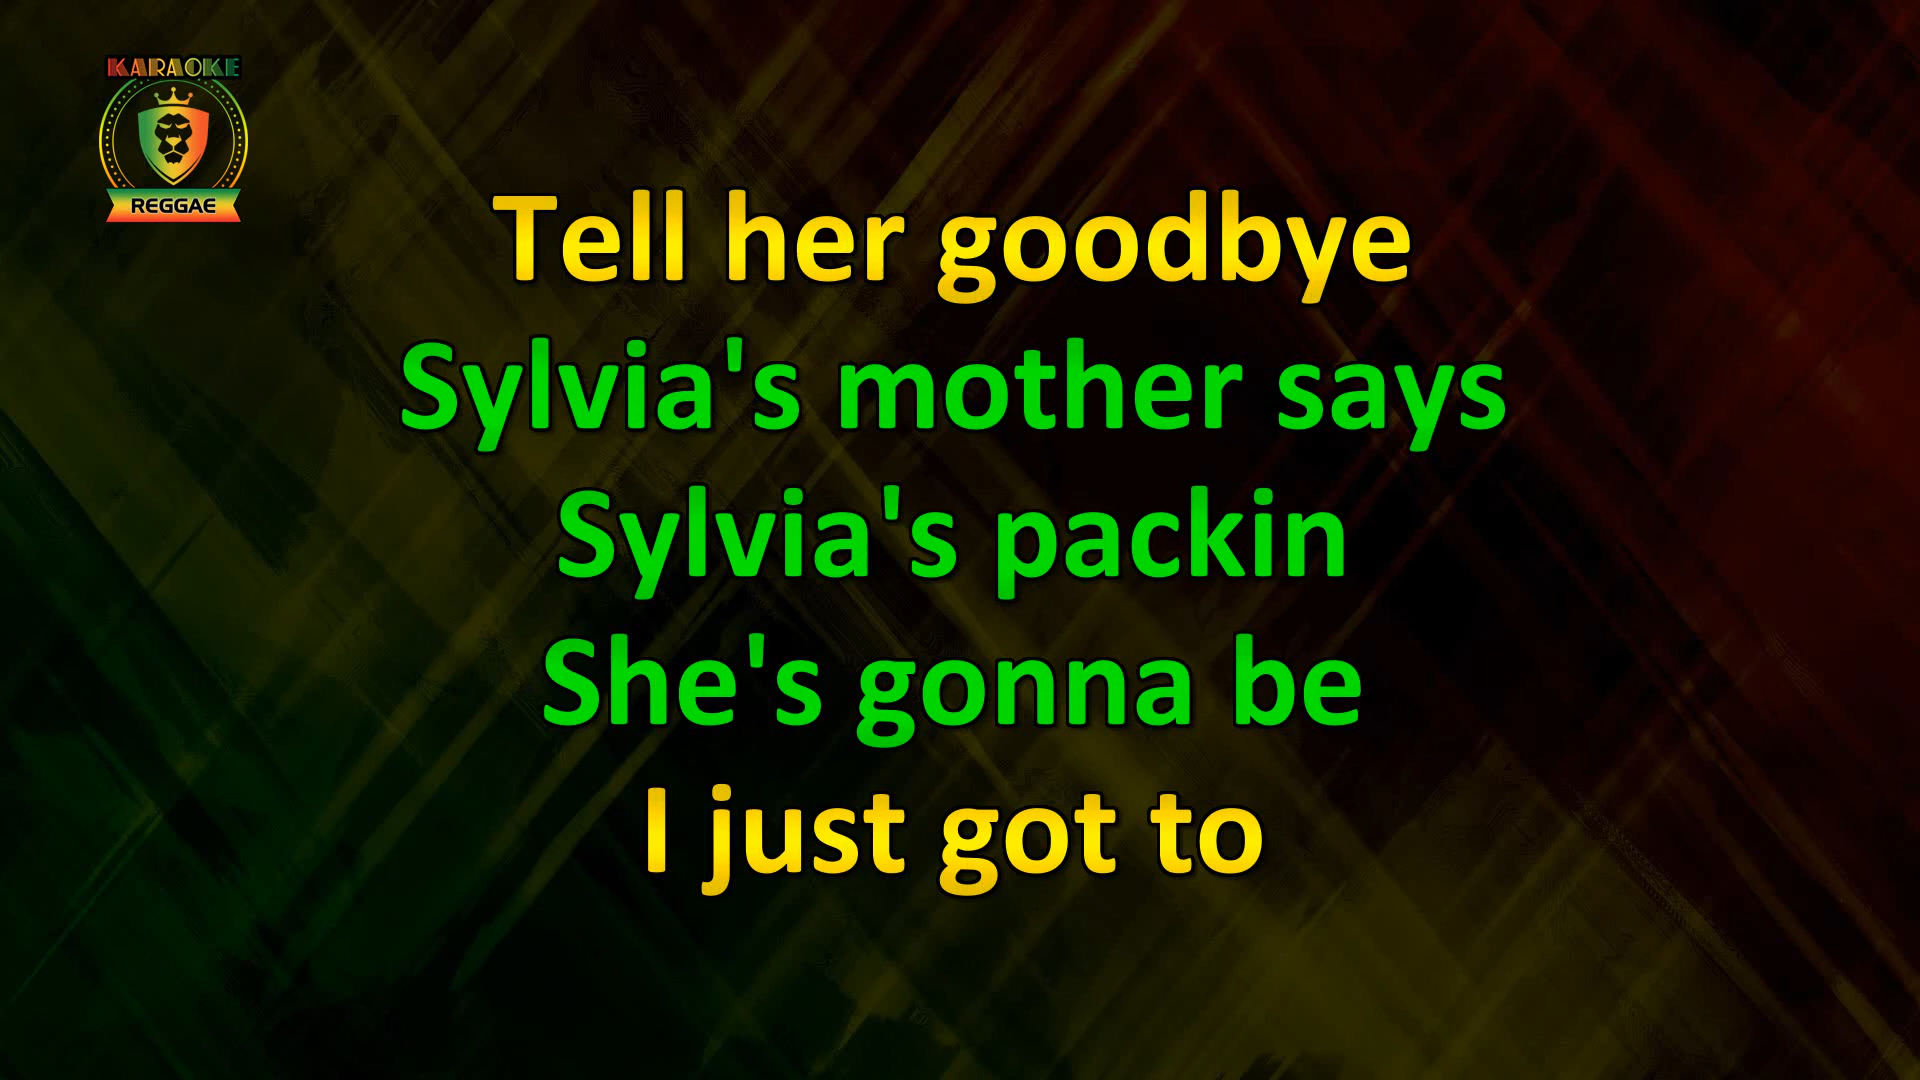 KARAOKE
REGGAE
Tell her goodbye
Sylvia's mother says
Sylvia's packin
She's gonna be
I just got to